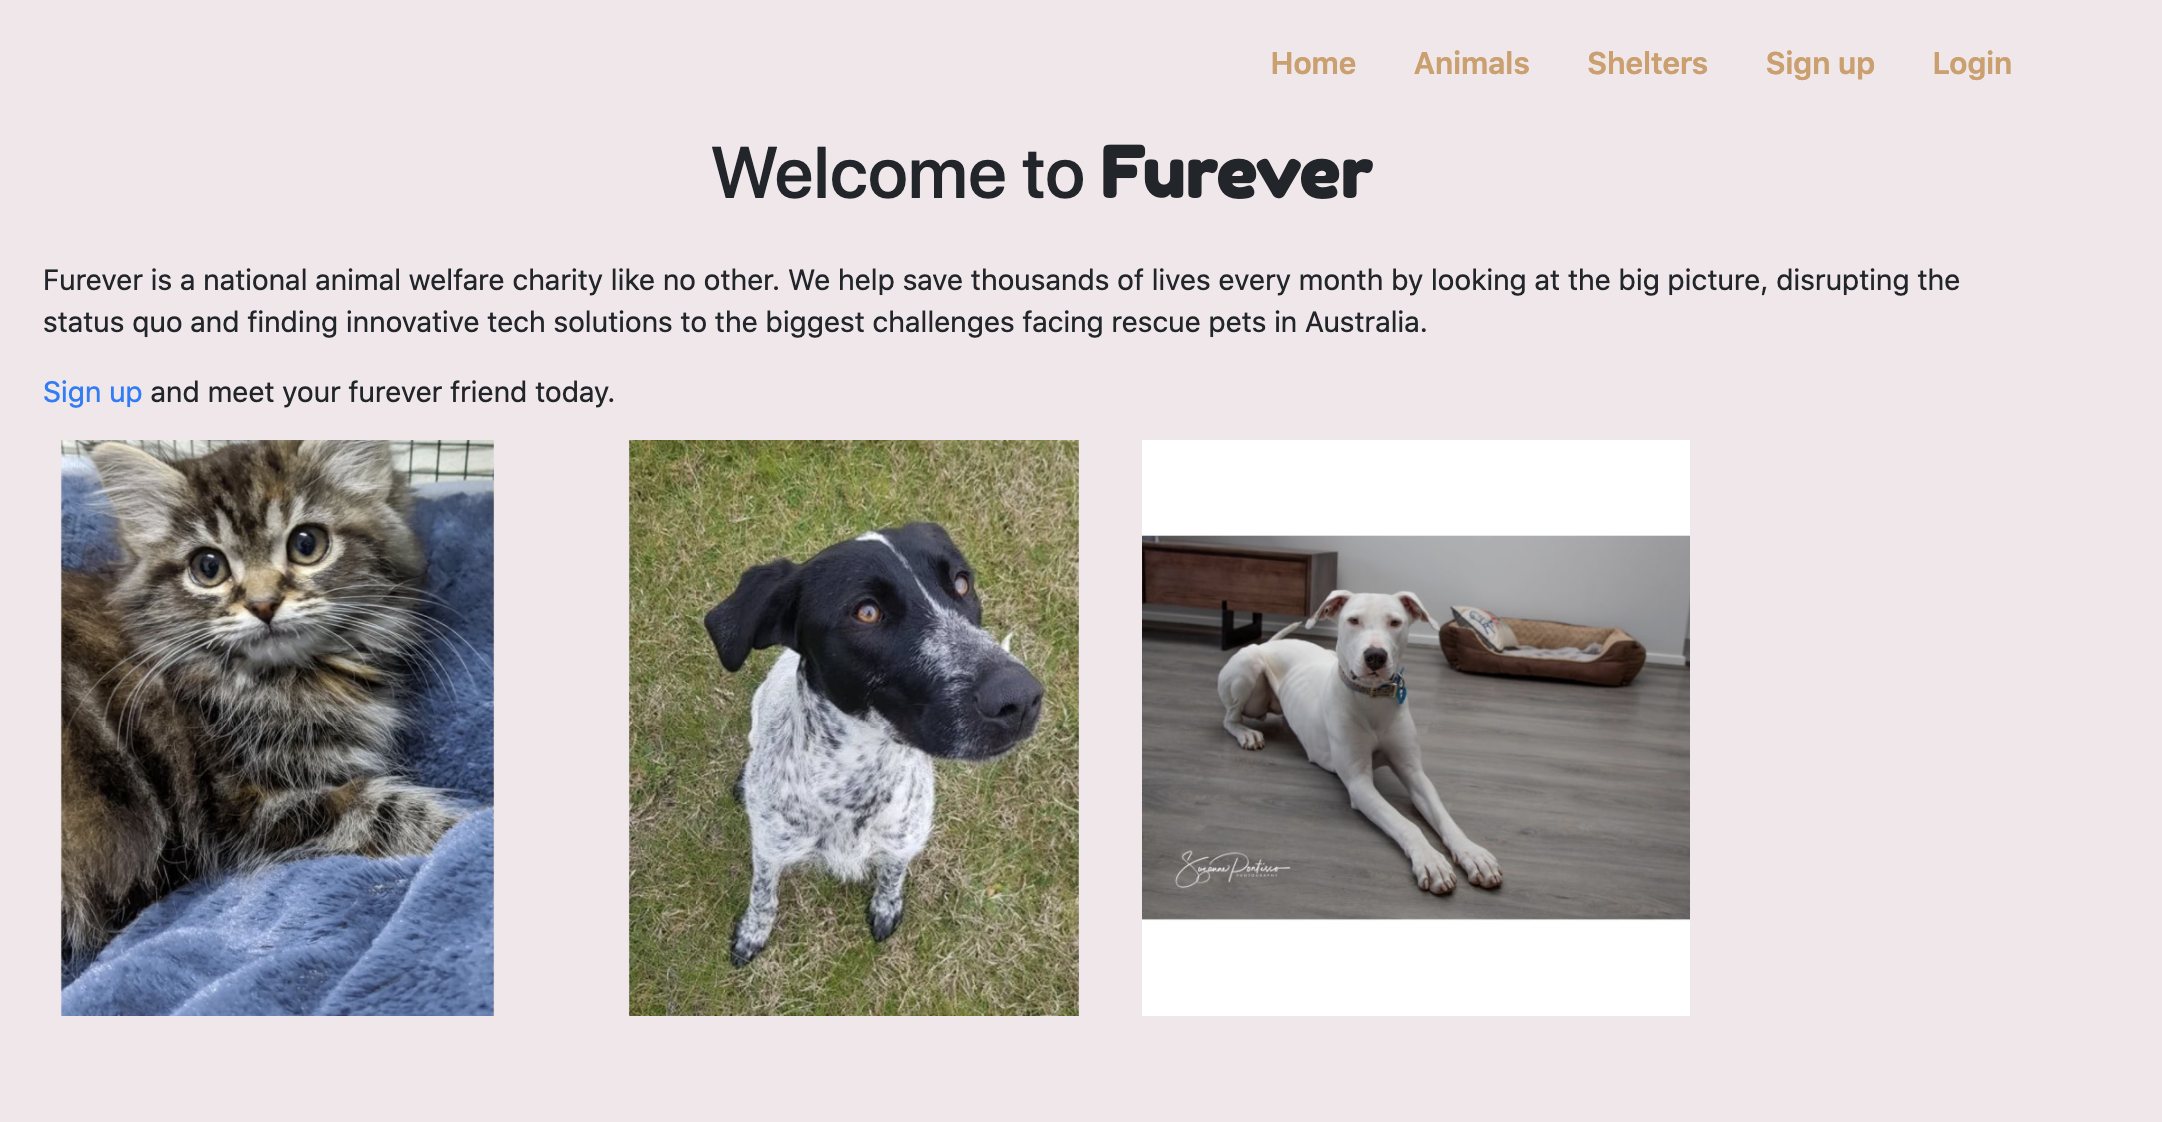 Home Animals Shelters Sign up Login
Welcome to Furever
Furever is a national animal welfare charity like no other. We help save thousands of lives every month by looking at the big picture, disrupting the
status quo and finding innovative tech solutions to the biggest challenges facing rescue pets in Australia.
Sign up and meet your furever friend today.
PHOTOGRAPHY